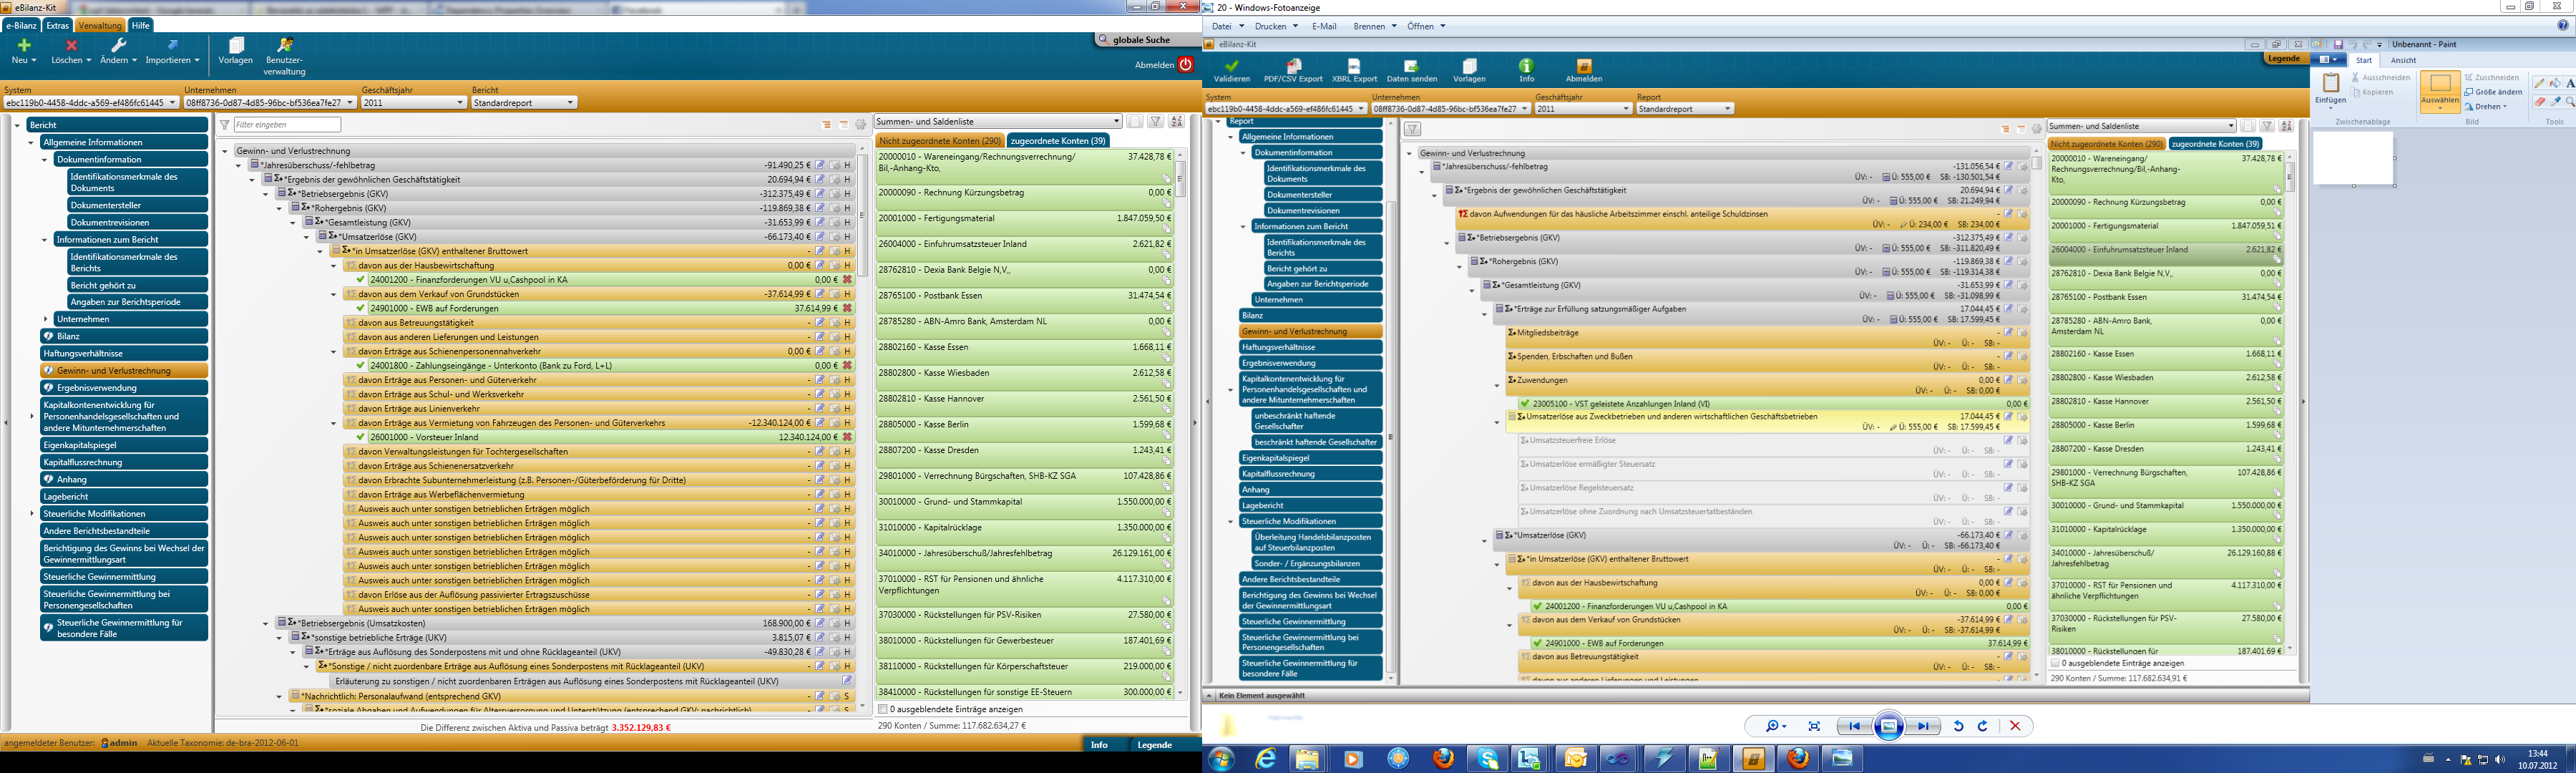 eBilanz-Kit
e-Bilanz Extras Verwaltung Hilfe
Neu Löschen Ändern Importieren Vorlagen Benutzer-
verwaltung
globale Suche
Abmelden
System Unternehmen Geschäftsjahr Bericht
ebc119b0-4458-4ddc-a569-ef486fc61445 08ff8736-0d87-4d85-96bc-bf536ea7fe27 2011 Standardreport
Bericht
Allgemeine Informationen
Dokumentinformation
Identifikationsmerkmale des
Dokuments
Dokumentersteller
Dokumentrevisionen
Informationen zum Bericht
Identifikationsmerkmale des
Berichts
Bericht gehört zu
Angaben zur Berichtsperiode
Unternehmen
Bilanz
Haftungsverhältnisse
Gewinn- und Verlustrechnung
Ergebnisverwendung
Kapitalkontenentwicklung für
Personenhandelsgesellschaften und
andere Mitunternehmerschaften
Eigenkapitalspiegel
Kapitalflussrechnung
Anhang
Lagebericht
Steuerliche Modifikationen
Andere Berichtsbestandteile
Berichtigung des Gewinns bei Wechsel der
Gewinnermittlungsart
Steuerliche Gewinnermittlung
Steuerliche Gewinnermittlung bei
Personengesellschaften
Steuerliche Gewinnermittlung für
besondere Fälle
Filter eingeben
Gewinn- und Verlustrechnung
*Jahresüberschuss/-fehlbetrag -91.490,25 € H
Σ+ *Ergebnis der gewöhnlichen Geschäftstätigkeit 20.694,94 € H
Σ+ *Betriebsergebnis (GKV) -312.375,49 € H
Σ+ *Rohergebnis (GKV) -119.869,38 € H
Σ+ *Gesamtleistung (GKV) -31.653,99 € H
Σ+ *Umsatzerlöse (GKV) -66.173,40 € H
Σ+ *in Umsatzerlöse (GKV) enthaltener Bruttowert - H
davon aus der Hausbewirtschaftung 0,00 € H
24001200 - Finanzforderungen VU u,Cashpool in KA 0,00 €
davon aus dem Verkauf von Grundstücken -37.614,99 € H
24901000 - EWB auf Forderungen 37.614,99 €
davon aus Betreuungstätigkeit - H
davon aus anderen Lieferungen und Leistungen - H
davon Erträge aus Schienenpersonennahverkehr 0,00 € H
24001800 - Zahlungseingänge - Unterkonto (Bank zu Ford, L+L) 0,00 €
davon Erträge aus Personen- und Güterverkehr - H
davon Erträge aus Schul- und Werksverkehr - H
davon Erträge aus Linienverkehr - H
davon Erträge aus Vermietung von Fahrzeugen des Personen- und Güterverkehrs -12.340.124,00 € H
26001000 - Vorsteuer Inland 12.340.124,00 €
davon Verwaltungsleistungen für Tochtergesellschaften - H
davon Erträge aus Schienenersatzverkehr - H
davon Erbrachte Subunternehmerleistung (z.B. Personen-/Güterbeförderung für Dritte) - H
davon Erträge aus Werbeflächenvermietung - H
Ausweis auch unter sonstigen betrieblichen Erträgen möglich - H
Ausweis auch unter sonstigen betrieblichen Erträgen möglich - H
Ausweis auch unter sonstigen betrieblichen Erträgen möglich - H
Ausweis auch unter sonstigen betrieblichen Erträgen möglich - H
Ausweis auch unter sonstigen betrieblichen Erträgen möglich - H
Ausweis auch unter sonstigen betrieblichen Erträgen möglich - H
davon Erlöse aus der Auflösung passivierter Ertragszuschüsse - H
Ausweis auch unter sonstigen betrieblichen Erträgen möglich - H
Σ+ *Betriebsergebnis (Umsatzkosten) 168.900,00 € H
Σ+ *sonstige betriebliche Erträge (UKV) 3.815,07 € H
Σ+ *Erträge aus Auflösung des Sonderpostens mit und ohne Rücklageanteil (UKV) -49.830,28 € H
Σ+ *Sonstige / nicht zuordenbare Erträge aus Auflösung eines Sonderpostens mit Rücklageanteil (UKV) - H
Erläuterung zu sonstigen / nicht zuordenbaren Erträgen aus Auflösung eines Sonderpostens mit Rücklageanteil (UKV)
*Nachrichtlich: Personalaufwand (entsprechend GKV) - S
Σ+ *soziale Abgaben und Aufwendungen für Altersversorgung und Unterstützung (entsprechend GKV; nachrichtlich)
Die Differenz zwischen Aktiva und Passiva beträgt 3.352.129,83 €
Summen- und Saldenliste
Nicht zugeordnete Konten (290) zugeordnete Konten (39)
20000010 - Wareneingang/Rechnungsverrechnung/ 37.428,78 €
Bil,-Anhang-Kto,
20000090 - Rechnung Kürzungsbetrag 0,00 €
20001000 - Fertigungsmaterial 1.847.059,50 €
26004000 - Einfuhrumsatzsteuer Inland 2.621,82 €
28762810 - Dexia Bank Belgie N,V,, 0,00 €
28765100 - Postbank Essen 31.474,54 €
28785280 - ABN-Amro Bank, Amsterdam NL 0,00 €
28802160 - Kasse Essen 1.668,11 €
28802800 - Kasse Wiesbaden 2.612,58 €
28802810 - Kasse Hannover 2.561,50 €
28805000 - Kasse Berlin 1.599,68 €
28807200 - Kasse Dresden 1.243,41 €
29801000 - Verrechnung Bürgschaften, SHB-KZ SGA 107.428,86 €
30010000 - Grund- und Stammkapital 1.550.000,00 €
31010000 - Kapitalrücklage 1.350.000,00 €
34010000 - Jahresüberschuß/Jahresfehlbetrag 26.129.161,00 €
37010000 - RST für Pensionen und ähnliche 4.117.310,00 €
Verpflichtungen
37030000 - Rückstellungen für PSV-Risiken 27.580,00 €
38010000 - Rückstellungen für Gewerbesteuer 187.401,69 €
38110000 - Rückstellungen für Körperschaftsteuer 219.000,00 €
38410000 - Rückstellungen für sonstige EE-Steuern 300.000,00 €
0 ausgeblendete Einträge anzeigen
290 Konten / Summe: 117.682.634,27 €
angemeldeter Benutzer: admin Aktuelle Taxonomie: de-bra-2012-06-01
Info Legende
20 - Windows-Fotoanzeige
Datei Drucken E-Mail Brennen Öffnen
eBilanz-Kit
Validieren PDF/CSV Export XBRL Export Daten senden Vorlagen Info Abmelden
Legende
System Unternehmen Geschäftsjahr Report
ebc119b0-4458-4ddc-a569-ef486fc61445 08ff8736-0d87-4d85-96bc-bf536ea7fe27 2011 Standardreport
Report
Allgemeine Informationen
Dokumentinformation
Identifikationsmerkmale des
Dokuments
Dokumentersteller
Dokumentrevisionen
Informationen zum Bericht
Identifikationsmerkmale des
Berichts
Bericht gehört zu
Angaben zur Berichtsperiode
Unternehmen
Bilanz
Gewinn- und Verlustrechnung
Haftungsverhältnisse
Ergebnisverwendung
Kapitalkontenentwicklung für
Personenhandelsgesellschaften und
andere Mitunternehmerschaften
unbeschränkt haftende
Gesellschafter
beschränkt haftende Gesellschafter
Eigenkapitalspiegel
Kapitalflussrechnung
Anhang
Lagebericht
Steuerliche Modifikationen
Überleitung Handelsbilanzposten
auf Steuerbilanzposten
Sonder- / Ergänzungsbilanzen
Andere Berichtsbestandteile
Berichtigung des Gewinns bei Wechsel
der Gewinnermittlungsart
Steuerliche Gewinnermittlung
Steuerliche Gewinnermittlung bei
Personengesellschaften
Steuerliche Gewinnermittlung für
besondere Fälle
Gewinn- und Verlustrechnung
*Jahresüberschuss/-fehlbetrag -131.056,54 €
ÜV: - Ü: 555,00 € SB: -130.501,54 €
Σ+ *Ergebnis der gewöhnlichen Geschäftstätigkeit 20.694,94 €
ÜV: - Ü: 555,00 € SB: 21.249,94 €
davon Aufwendungen für das häusliche Arbeitszimmer einschl. anteilige Schuldzinsen -
ÜV: - Ü: 234,00 € SB: 234,00 €
Σ+ *Betriebsergebnis (GKV) -312.375,49 €
ÜV: - Ü: 555,00 € SB: -311.820,49 €
Σ+ *Rohergebnis (GKV) -119.869,38 €
ÜV: - Ü: 555,00 € SB: -119.314,38 €
Σ+ *Gesamtleistung (GKV) -31.653,99 €
ÜV: - Ü: 555,00 € SB: -31.098,99 €
Σ+ *Erträge zur Erfüllung satzungsmäßiger Aufgaben 17.044,45 €
ÜV: - Ü: 555,00 € SB: 17.599,45 €
Σ+ Mitgliedsbeiträge -
ÜV: - Ü: - SB: -
Σ+ Spenden, Erbschaften und Bußen -
ÜV: - Ü: - SB: -
Σ+ Zuwendungen 0,00 €
ÜV: - Ü: - SB: 0,00 €
23005100 - VST geleistete Anzahlungen Inland (VI) 0,00 €
Σ+ Umsatzerlöse aus Zweckbetrieben und anderen wirtschaftlichen Geschäftsbetrieben 17.044,45 €
ÜV: - Ü: 555,00 € SB: 17.599,45 €
Σ+ Umsatzsteuerfreie Erlöse -
ÜV: - Ü: - SB: -
Σ+ Umsatzerlöse ermäßigter Steuersatz -
ÜV: - Ü: - SB: -
Σ+ Umsatzerlöse Regelsteuersatz -
ÜV: - Ü: - SB: -
Σ+ Umsatzerlöse ohne Zuordnung nach Umsatzsteuertatbeständen -
ÜV: - Ü: - SB: -
Σ+ *Umsatzerlöse (GKV) -66.173,40 €
ÜV: - Ü: - SB: -66.173,40 €
Σ+ *in Umsatzerlöse (GKV) enthaltener Bruttowert -
ÜV: - Ü: - SB: -
davon aus der Hausbewirtschaftung 0,00 €
ÜV: - Ü: - SB: 0,00 €
24001200 - Finanzforderungen VU u,Cashpool in KA 0,00 €
davon aus dem Verkauf von Grundstücken -37.614,99 €
ÜV: - Ü: - SB: -37.614,99 €
24901000 - EWB auf Forderungen 37.614,99 €
davon aus Betreuungstätigkeit -
ÜV: - Ü: - SB: -
davon aus anderen Lieferungen und Leistungen -
Summen- und Saldenliste
Nicht zugeordnete Konten (290) zugeordnete Konten (39)
20000010 - Wareneingang/ 37.428,78 €
Rechnungsverrechnung/Bil,-Anhang-
Kto,
20000090 - Rechnung Kürzungsbetrag 0,00 €
20001000 - Fertigungsmaterial 1.847.059,51 €
26004000 - Einfuhrumsatzsteuer Inland 2.621,82 €
28762810 - Dexia Bank Belgie N,V,, 0,00 €
28765100 - Postbank Essen 31.474,54 €
28785280 - ABN-Amro Bank, 0,00 €
Amsterdam NL
28802160 - Kasse Essen 1.668,11 €
28802800 - Kasse Wiesbaden 2.612,58 €
28802810 - Kasse Hannover 2.561,50 €
28805000 - Kasse Berlin 1.599,68 €
28807200 - Kasse Dresden 1.243,41 €
29801000 - Verrechnung Bürgschaften, 107.428,86 €
SHB-KZ SGA
30010000 - Grund- und Stammkapital 1.550.000,00 €
31010000 - Kapitalrücklage 1.350.000,00 €
34010000 - Jahresüberschuß/ 26.129.160,88 €
Jahresfehlbetrag
37010000 - RST für Pensionen und 4.117.310,00 €
ähnliche Verpflichtungen
37030000 - Rückstellungen für PSV- 27.580,00 €
Risiken
38010000 - Rückstellungen für 187.401,69 €
0 ausgeblendete Einträge anzeigen
290 Konten / Summe: 117.682.634,91 €
Kein Element ausgewählt
Unbenannt - Paint
Start Ansicht
Einfügen Ausschneiden
Kopieren
Auswählen Zuschneiden
Größe ändern
Drehen
Zwischenablage Bild Tools
13:44
10.07.2012